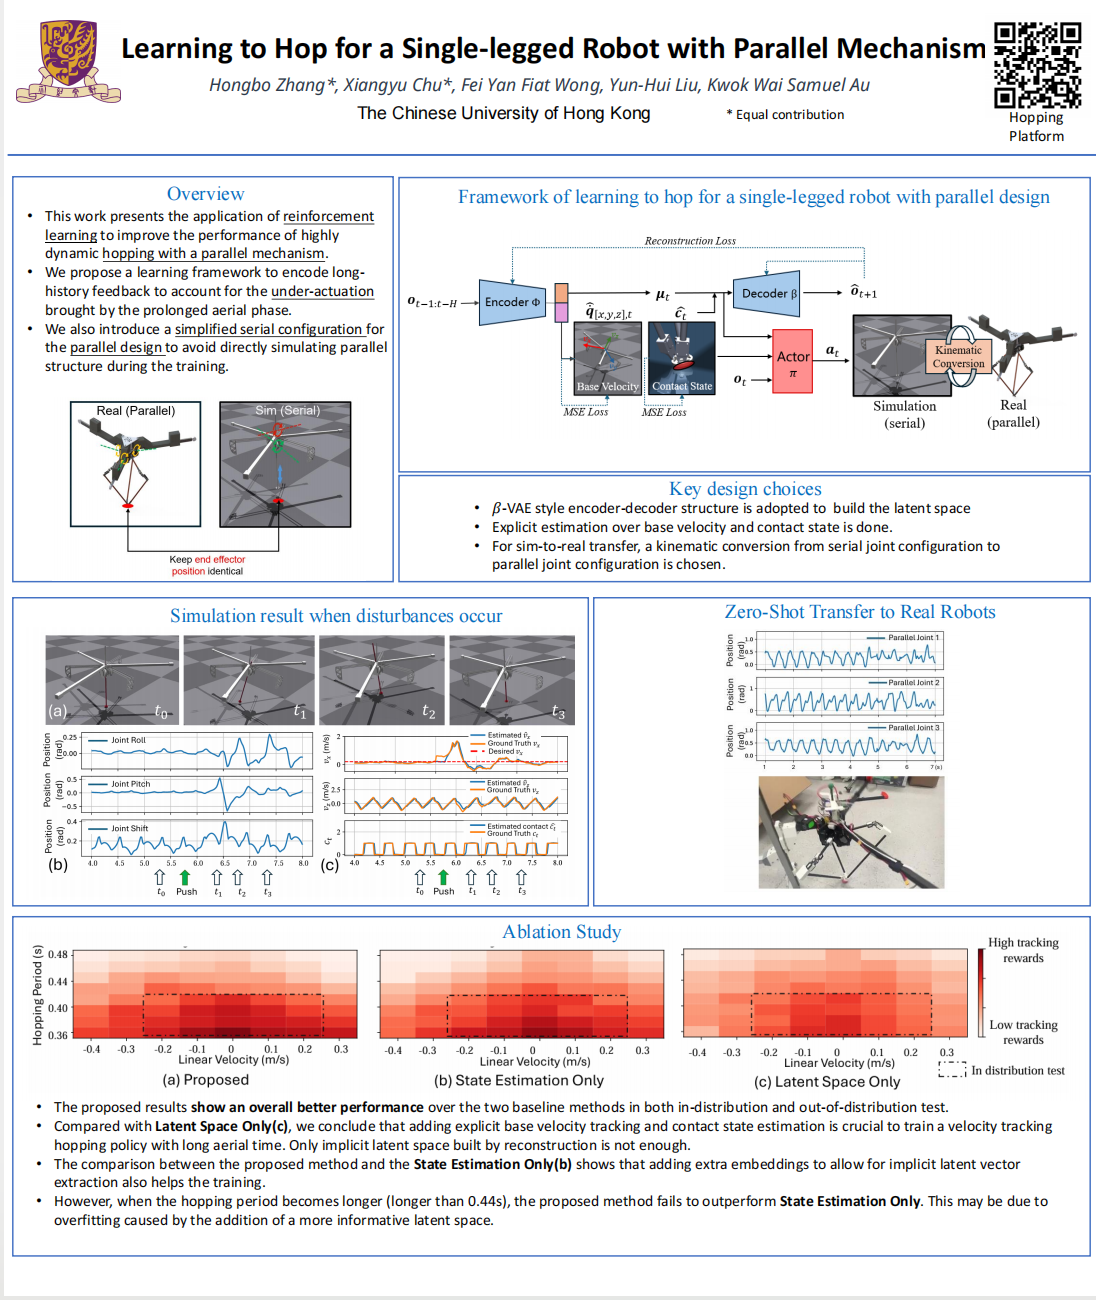 Learning to Hop for a Single-legged Robot with Parallel Mechanism
Hongbo Zhang*, Xiangyu Chu*, Fei Yan Fiat Wong, Yun-Hui Liu, Kwok Wai Samuel Au
The Chinese University of Hong Kong
* Equal contribution
Hopping
Platform
Overview
• This work presents the application of reinforcement
learning to improve the performance of highly
dynamic hopping with a parallel mechanism.
• We propose a learning framework to encode long-
history feedback to account for the under-actuation
brought by the prolonged aerial phase.
• We also introduce a simplified serial configuration for
the parallel design to avoid directly simulating parallel
structure during the training.
Real (Parallel)
Sim (Serial)
Keep end effector
position identical
Framework of learning to hop for a single-legged robot with parallel design
Reconstruction Loss
o_{t-1:t-H}
Encoder Φ
μ_t
ĉ_t
Decoder β
ô_{t+1}
Base Velocity
Contact State
MSE Loss
MSE Loss
o_t
Actor
π
a_t
Kinematic
Conversion
Simulation
(serial)
Real
(parallel)
Key design choices
• β-VAE style encoder-decoder structure is adopted to build the latent space
• Explicit estimation over base velocity and contact state is done.
• For sim-to-real transfer, a kinematic conversion from serial joint configuration to
parallel joint configuration is chosen.
Simulation result when disturbances occur
(a) t_0 t_1 t_2 t_3
Position
(rad)
0.25
0.00
Joint Roll
Position
(rad)
0.5
0.0
Joint Pitch
Position
(rad)
0.4
0.2
Joint Shift
4.0 4.5 5.0 5.5 6.0 6.5 7.0 7.5 8.0
(b)
t_0 Push t_1 t_2 t_3
v_x (m/s)
2
0
Ground Truth v_x
Desired v_x
v_z (m/s)
2.5
0.0
c_t
2
0
Estimated contact ĉ_t
Ground Truth c_t
4.0 4.5 5.0 5.5 6.0 6.5 7.0 7.5 8.0
(c)
t_0 Push t_1 t_2 t_3
Zero-Shot Transfer to Real Robots
Position
(rad)
1.0
0.5
0.0
Parallel Joint 1
Position
(rad)
1
0
Parallel Joint 2
Position
(rad)
1.0
0.5
0.0
Parallel Joint 3
1 2 3 4 5 6 7(s)
Ablation Study
Hopping Period (s)
0.48
0.44
0.40
0.36
-0.4 -0.3 -0.2 -0.1 0 0.1 0.2 0.3
Linear Velocity (m/s)
(a) Proposed
-0.4 -0.3 -0.2 -0.1 0 0.1 0.2 0.3
Linear Velocity (m/s)
(b) State Estimation Only
-0.4 -0.3 -0.2 -0.1 0 0.1 0.2 0.3
Linear Velocity (m/s)
(c) Latent Space Only
High tracking
rewards
Low tracking
rewards
In distribution test
• The proposed results show an overall better performance over the two baseline methods in both in-distribution and out-of-distribution test.
• Compared with Latent Space Only(c), we conclude that adding explicit base velocity tracking and contact state estimation is crucial to train a velocity tracking
hopping policy with long aerial time. Only implicit latent space built by reconstruction is not enough.
• The comparison between the proposed method and the State Estimation Only(b) shows that adding extra embeddings to allow for implicit latent vector
extraction also helps the training.
• However, when the hopping period becomes longer (longer than 0.44s), the proposed method fails to outperform State Estimation Only. This may be due to
overfitting caused by the addition of a more informative latent space.